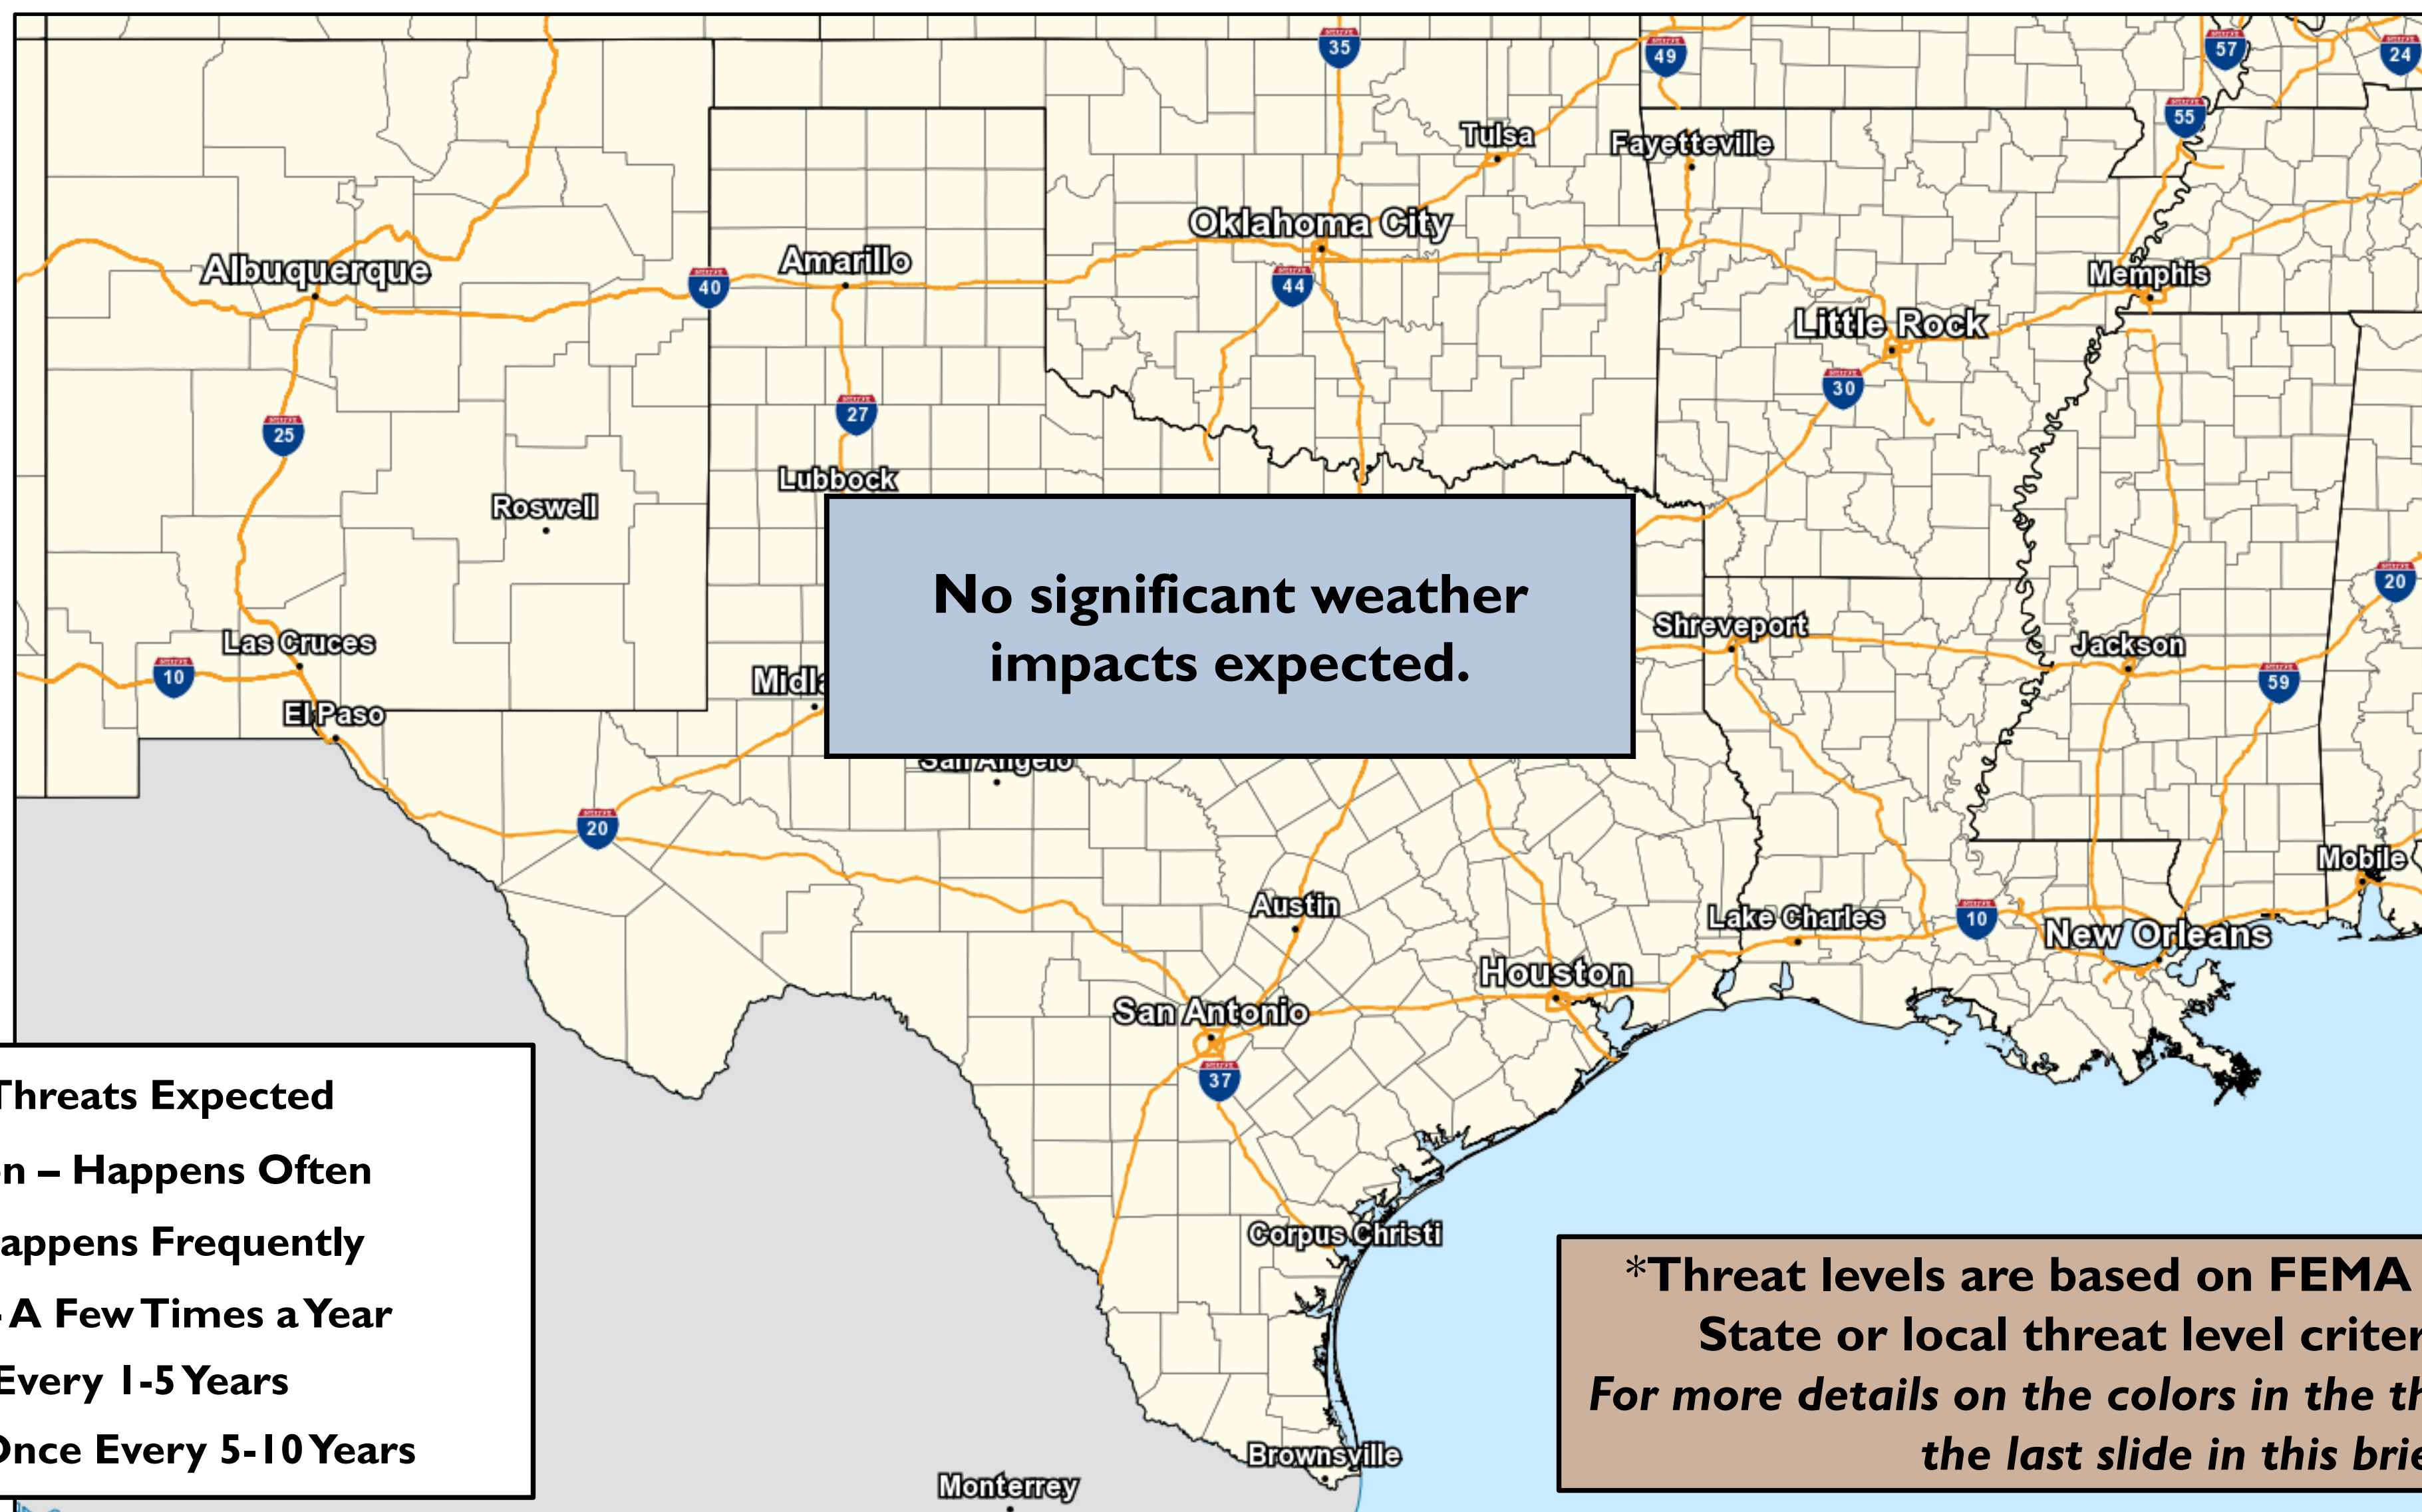 35
49
57
24
55
Tulsa
Fayetteville
Oklahoma City
Albuquerque
Amarillo
40
44
Memphis
Little Rock
30
25
27
Lubbock
Roswell
No significant weather
impacts expected.
20
Shreveport
Las Cruces
Jackson
10
59
El Paso
San Angelo
20
Mobile
Austin
Lake Charles
10
New Orleans
Houston
San Antonio
37
Threats Expected
n – Happens Often
appens Frequently
- A Few Times a Year
Every 1-5 Years
Once Every 5-10 Years
Corpus Christi
*Threat levels are based on FEMA
State or local threat level criter
For more details on the colors in the th
the last slide in this brie
Brownsville
Monterrey